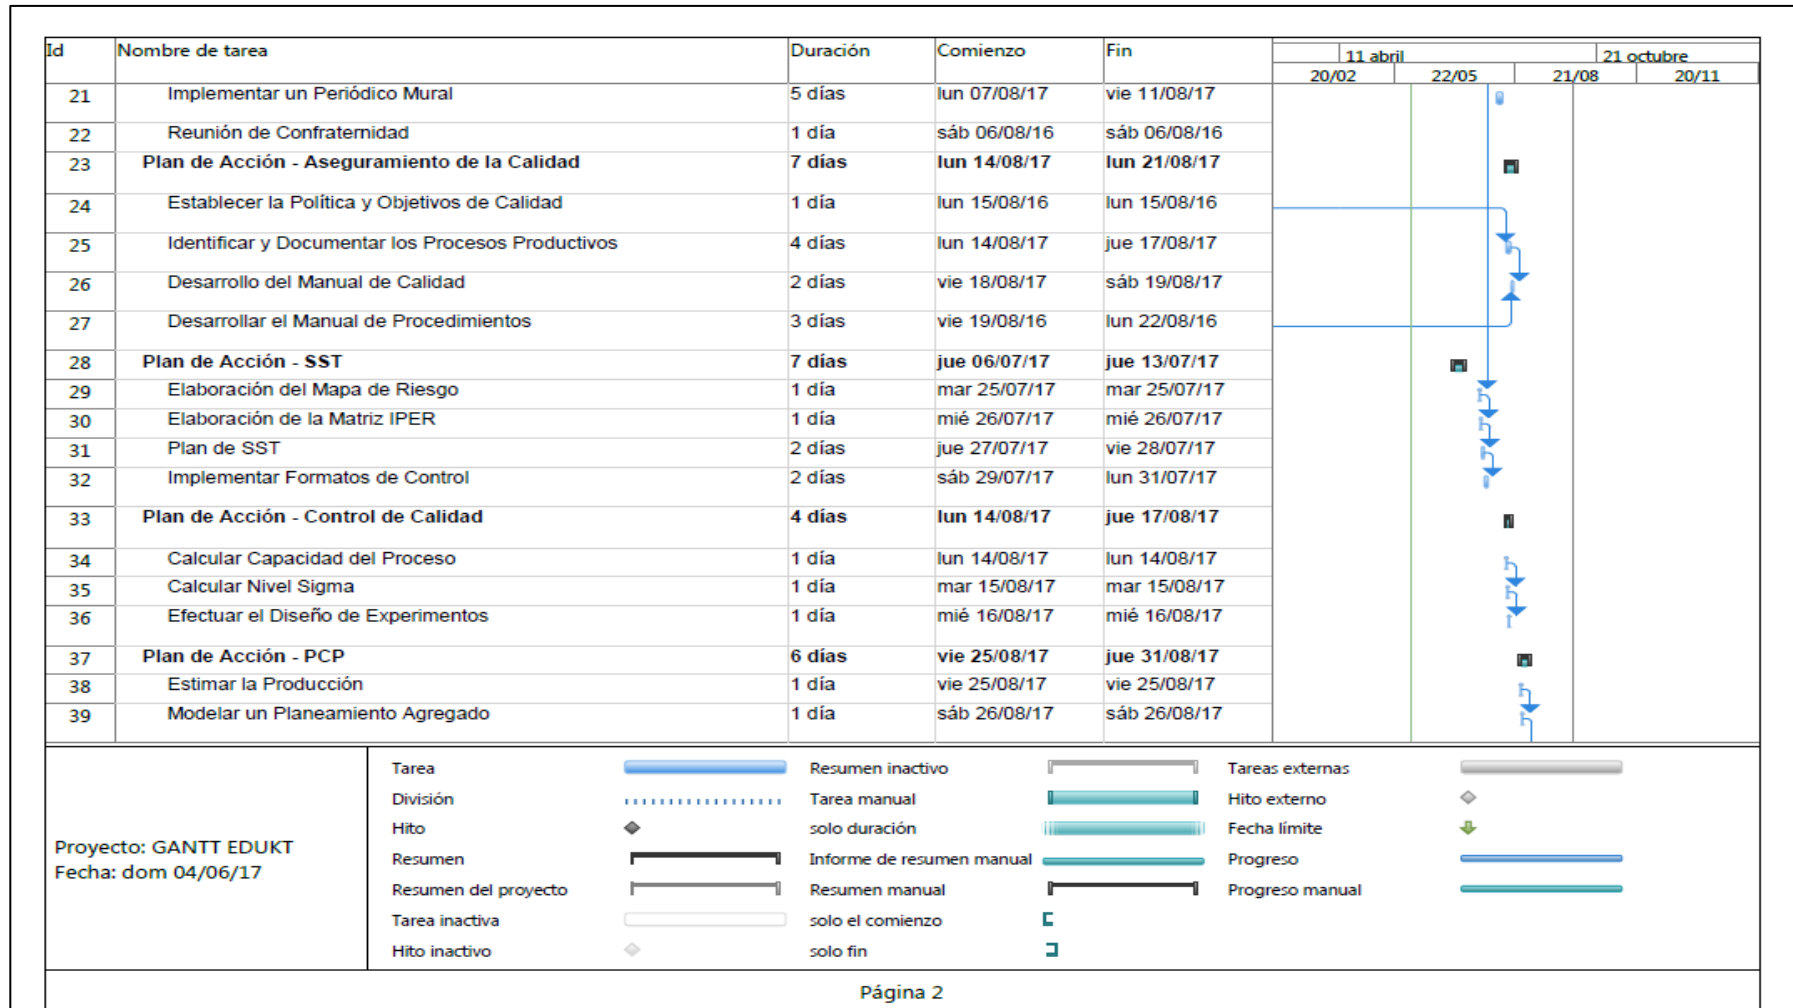 Id Nombre de tarea Duración Comienzo Fin
11 abril 21 octubre
20/02 22/05 21/08 20/11
21 Implementar un Periódico Mural 5 días lun 07/08/17 vie 11/08/17
22 Reunión de Confraternidad 1 día sáb 06/08/16 sáb 06/08/16
23 Plan de Acción - Aseguramiento de la Calidad 7 días lun 14/08/17 lun 21/08/17
24 Establecer la Política y Objetivos de Calidad 1 día lun 15/08/16 lun 15/08/16
25 Identificar y Documentar los Procesos Productivos 4 días lun 14/08/17 jue 17/08/17
26 Desarrollo del Manual de Calidad 2 días vie 18/08/17 sáb 19/08/17
27 Desarrollar el Manual de Procedimientos 3 días vie 19/08/16 lun 22/08/16
28 Plan de Acción - SST 7 días jue 06/07/17 jue 13/07/17
29 Elaboración del Mapa de Riesgo 1 día mar 25/07/17 mar 25/07/17
30 Elaboración de la Matriz IPER 1 día mié 26/07/17 mié 26/07/17
31 Plan de SST 2 días jue 27/07/17 vie 28/07/17
32 Implementar Formatos de Control 2 días sáb 29/07/17 lun 31/07/17
33 Plan de Acción - Control de Calidad 4 días lun 14/08/17 jue 17/08/17
34 Calcular Capacidad del Proceso 1 día lun 14/08/17 lun 14/08/17
35 Calcular Nivel Sigma 1 día mar 15/08/17 mar 15/08/17
36 Efectuar el Diseño de Experimentos 1 día mié 16/08/17 mié 16/08/17
37 Plan de Acción - PCP 6 días vie 25/08/17 jue 31/08/17
38 Estimar la Producción 1 día vie 25/08/17 vie 25/08/17
39 Modelar un Planeamiento Agregado 1 día sáb 26/08/17 sáb 26/08/17
Proyecto: GANTT EDUKT
Fecha: dom 04/06/17
Tarea
División
Hito
Resumen
Resumen del proyecto
Tarea inactiva
Hito inactivo
Resumen inactivo
Tarea manual
solo duración
Informe de resumen manual
Resumen manual
solo el comienzo
solo fin
Tareas externas
Hito externo
Fecha límite
Progreso
Progreso manual
Página 2